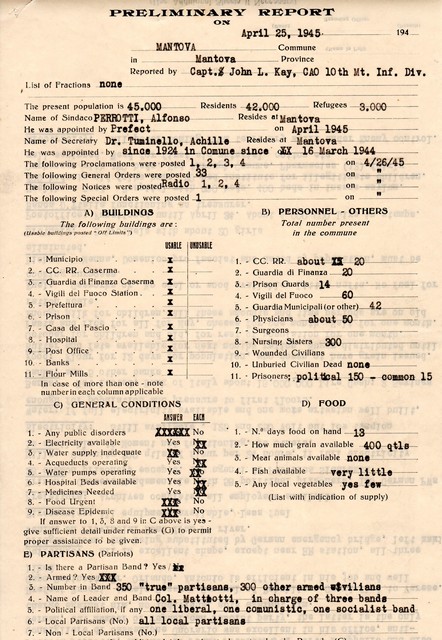 PRELIMINARY REPORT
ON
April 25, 1945. 194
MANTOVA Commune
in Mantova Province
Reported by Capt. John L. Kay, CAO 10th Mt. Inf. Div.
List of Fractions none
The present population is 45.000 Residents 42.000 Refugees 3.000
Name of Sindaco PERROTTI, Alfonso Resides at Mantova
He was appointed by Prefect on April 1945
Name of Secretary Dr. Tuminello, Achille Resides at Mantova
He was appointed by since 1924 in Comune since on XX 16 March 1944
The following Proclamations were posted 1, 2, 3, 4 on 4/26/45
The following General Orders were posted 33 on "
The following Notices were posted Radio 1, 2, 4 on "
The following Special Orders were posted 1 on "
A) BUILDINGS
The following buildings are :
(Usable buildings posted "Off Limits")
USABLE UNUSABLE
1. - Municipio x
2. - CC. RR. Caserma x
3. - Guardia di Finanza Caserma x
4. - Vigili del Fuoco Station x
5. - Prefettura x
6. - Prison x
7. - Casa del Fascio x
8. - Hospital x
9. - Post Office x
10. - Banks x
11. - Flour Mills x
In case of more than one - note
number in each column applicable
B) PERSONNEL - OTHERS
Total number present
in the commune
1. - CC. RR. about XX 20
2. - Guardia di Finanza 20
3. - Prison Guards 14
4. - Vigili del Fuoco 60
5. - Guardia Municipali (or other) 42
6. - Physicians about 50
7. - Surgeons
8. - Nursing Sisters 300
9. - Wounded Civilians
10. - Unburied Civilian Dead none
11. - Prisoners political 150 - common 15
C) GENERAL CONDITIONS
ANSWER EACH
1. - Any public disorders XXXXXX No
2. - Electricity available Yes XX
3. - Water supply inadequate XX No
4. - Acqueducts operating Yes XX
5. - Water pumps operating Yes XX
6. - Hospital Beds available Yes XX
7. - Medicines Needed Yes XX
8. - Food Urgent XXX No
9. - Disease Epidemic XXX No
If answer to 1, 3, 8 and 9 in C above is yes -
give sufficient detail under remarks (G) to permit
proper assistance to be given.
D) FOOD
1. - N.° days food on hand 13
2. - How much grain available 400 qtls
3. - Meat animals available none
4. - Fish available very little
5. - Any local vegetables yes few
(List with indication of supply)
E) PARTISANS (Patriots)
1. - Is there a Partisan Band ? Yes XX
2. - Armed ? Yes XXX
3. - Number in Band 350 "true" partisans, 300 other armed civilians
4. - Name of Leader and Band Col. Mattiotti, in charge of three bands
5. - Political affiliation, if any one liberal, one comunistic, one socialist band
6. - Local Partisans (No.) all local partisans
7. - Non - Local Partisans (No.)